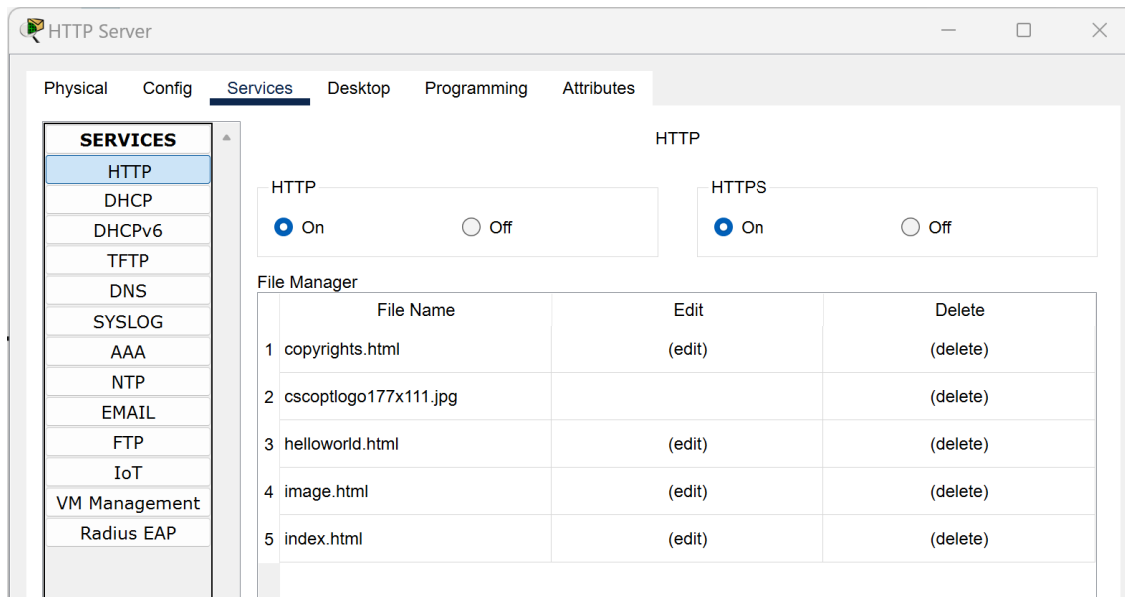 HTTP Server
Physical Config Services Desktop Programming Attributes
SERVICES
HTTP
DHCP
DHCPv6
TFTP
DNS
SYSLOG
AAA
NTP
EMAIL
FTP
IoT
VM Management
Radius EAP
HTTP
HTTP
On Off
HTTPS
On Off
File Manager
File Name Edit Delete
1 copyrights.html (edit) (delete)
2 cscoptlogo177x111.jpg (delete)
3 helloworld.html (edit) (delete)
4 image.html (edit) (delete)
5 index.html (edit) (delete)